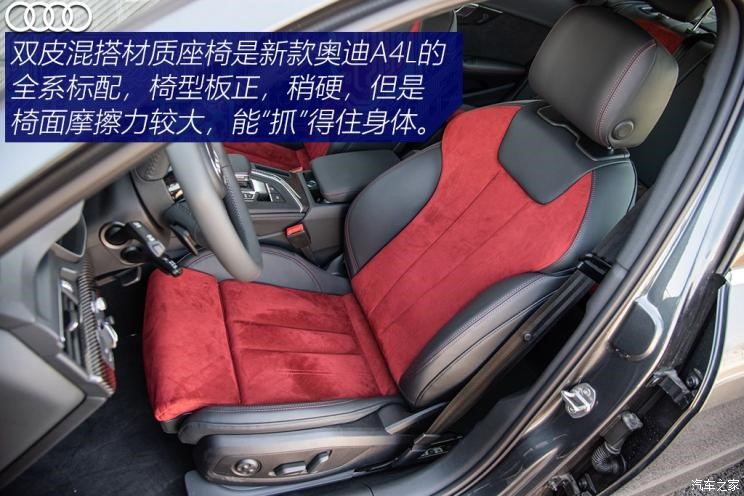 双皮混搭材质座椅是新款奥迪A4L的
全系标配，椅型板正，稍硬，但是
椅面摩擦力较大，能“抓”得住身体。
汽车之家